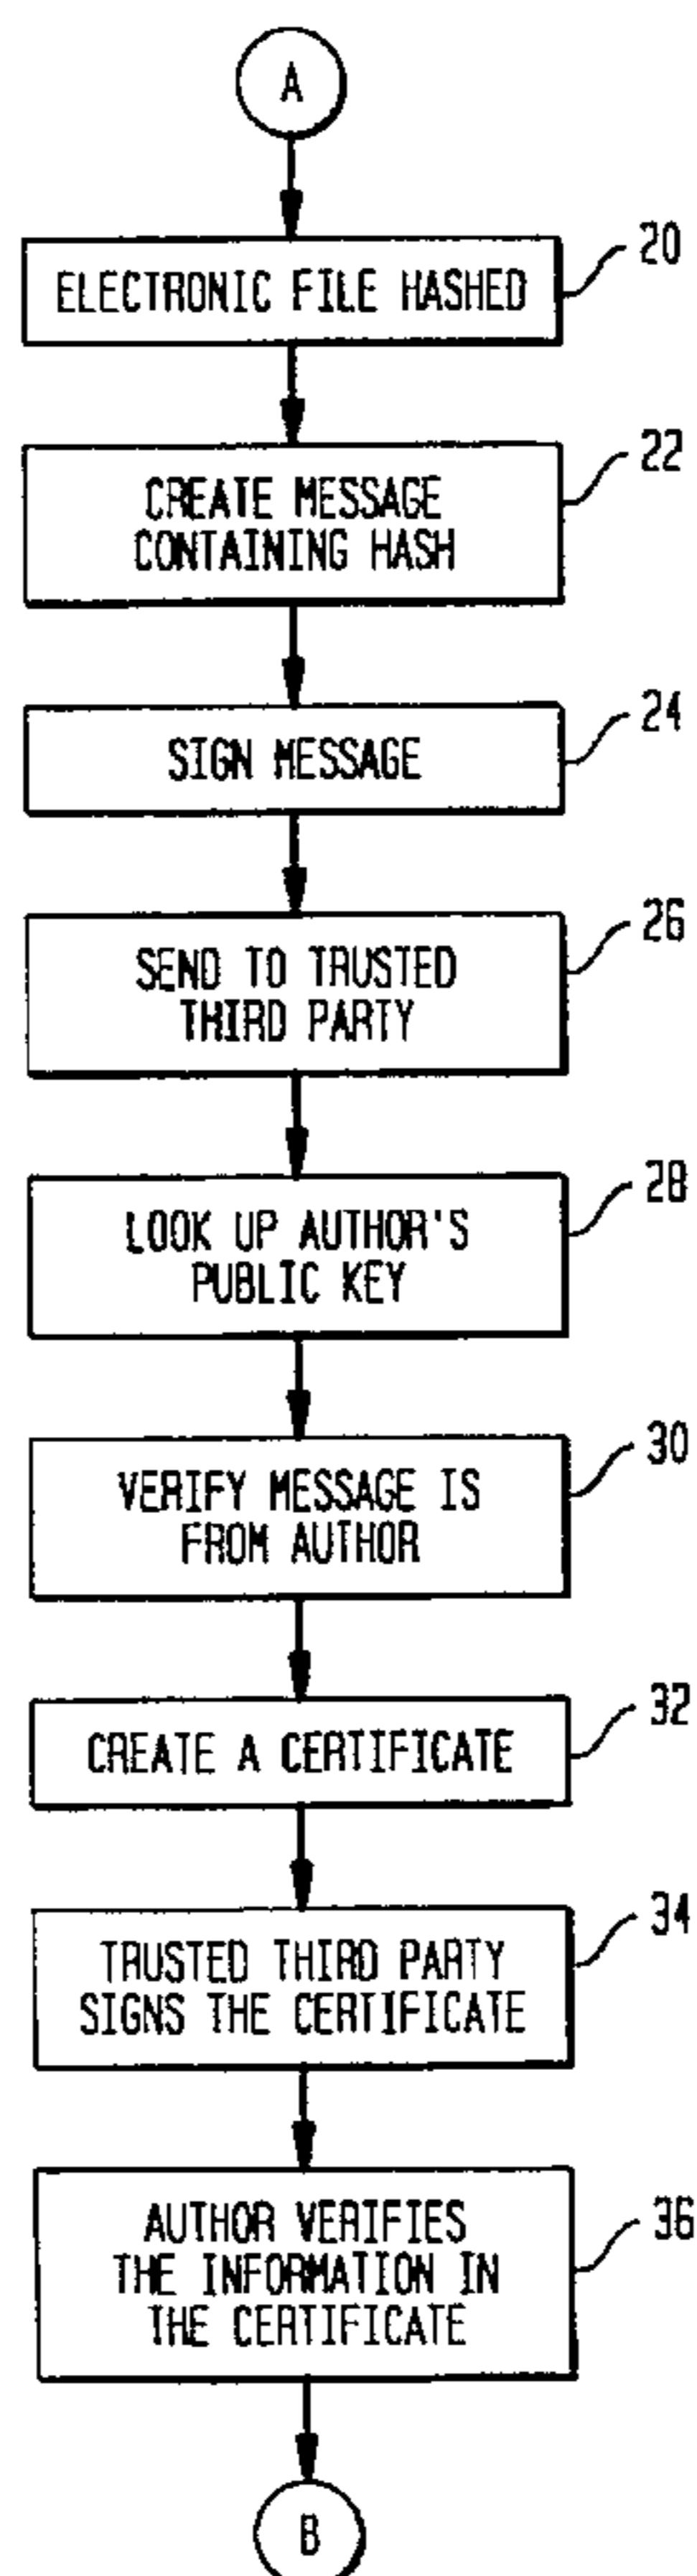 A
ELECTRONIC FILE HASHED
20
CREATE MESSAGE
CONTAINING HASH
22
SIGN MESSAGE
24
SEND TO TRUSTED
THIRD PARTY
26
LOOK UP AUTHOR'S
PUBLIC KEY
28
VERIFY MESSAGE IS
FROM AUTHOR
30
CREATE A CERTIFICATE
32
TRUSTED THIRD PARTY
SIGNS THE CERTIFICATE
34
AUTHOR VERIFIES
THE INFORMATION IN
THE CERTIFICATE
36
B